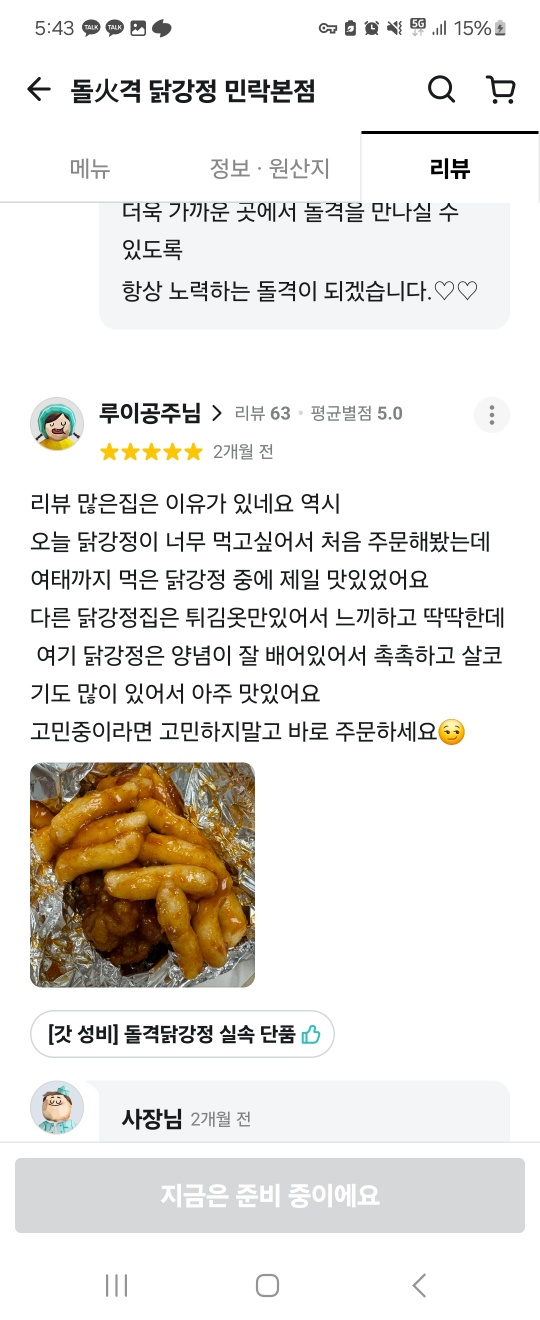 5:43 TALK TALK 5G 15%
돌火격 닭강정 민락본점
메뉴 정보 · 원산지 리뷰
더욱 가까운 곳에서 돌격을 만나실 수
있도록
항상 노력하는 돌격이 되겠습니다.♡♡
루이공주님 > 리뷰 63 • 평균별점 5.0
★★★★★ 2개월 전
리뷰 많은집은 이유가 있네요 역시
오늘 닭강정이 너무 먹고싶어서 처음 주문해봤는데
여태까지 먹은 닭강정 중에 제일 맛있었어요
다른 닭강정집은 튀김옷만있어서 느끼하고 딱딱한데
여기 닭강정은 양념이 잘 배어있어서 촉촉하고 살코
기도 많이 있어서 아주 맛있어요
고민중이라면 고민하지말고 바로 주문하세요😏
[갓 성비] 돌격닭강정 실속 단품
사장님 2개월 전
지금은 준비 중이에요